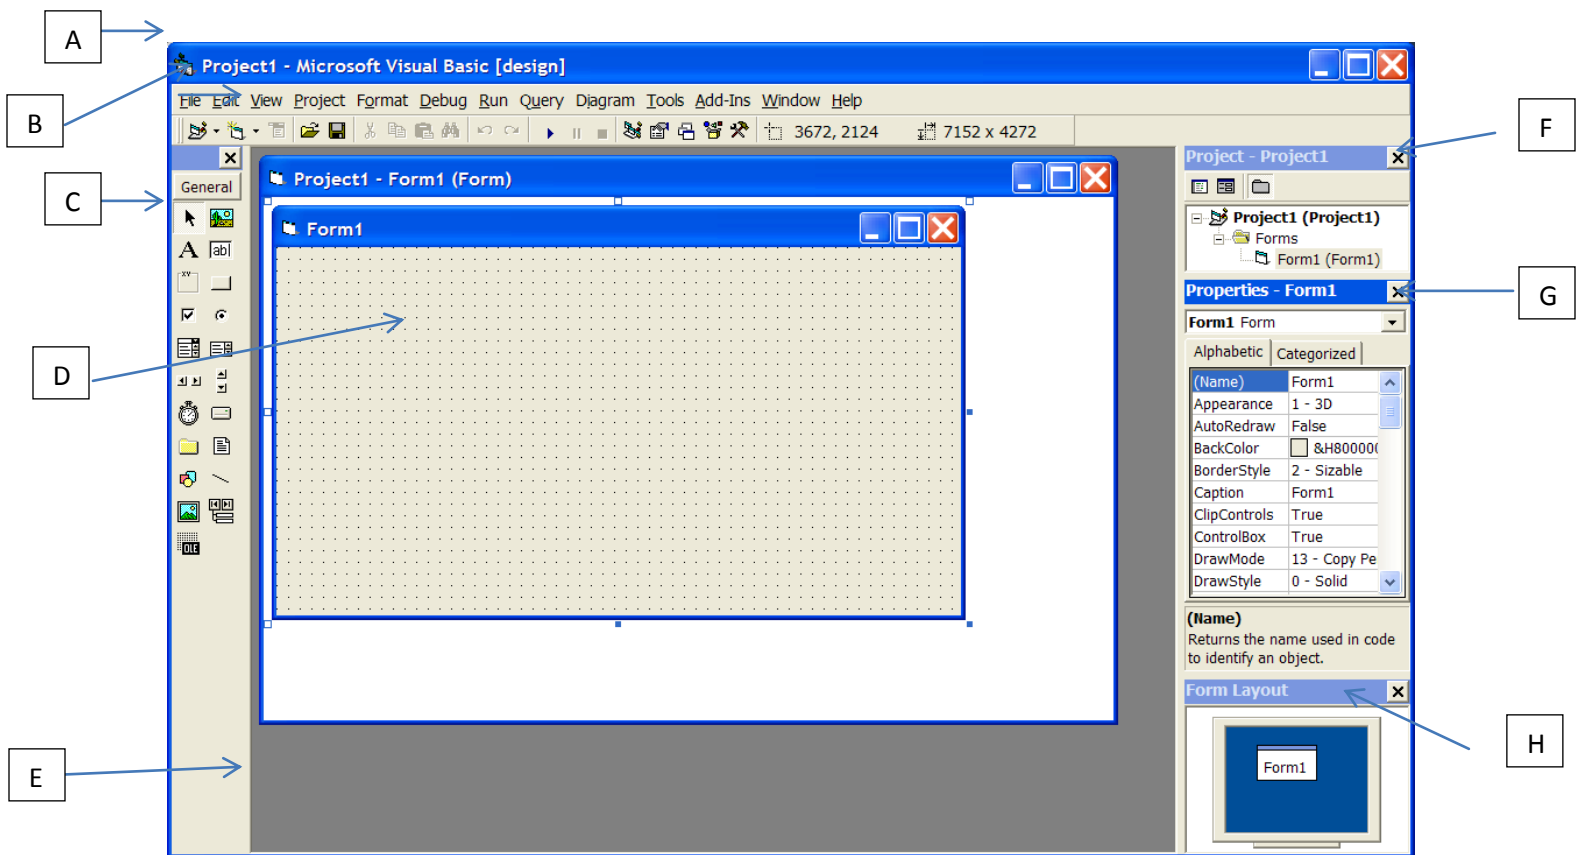 A
Project1 - Microsoft Visual Basic [design]
B
File Edit View Project Format Debug Run Query Diagram Tools Add-Ins Window Help
3672, 2124 7152 x 4272
F
Project - Project1
General
C
Project1 - Form1 (Form)
A ab|
XY
Form1
Project1 (Project1)
Forms
Form1 (Form1)
G
Properties - Form1
Form1 Form
Alphabetic Categorized
D
(Name) Form1
Appearance 1 - 3D
AutoRedraw False
BackColor &H800000
BorderStyle 2 - Sizable
Caption Form1
ClipControls True
ControlBox True
DrawMode 13 - Copy Pe
DrawStyle 0 - Solid
OLE
(Name)
Returns the name used in code
to identify an object.
Form Layout
H
E
Form1